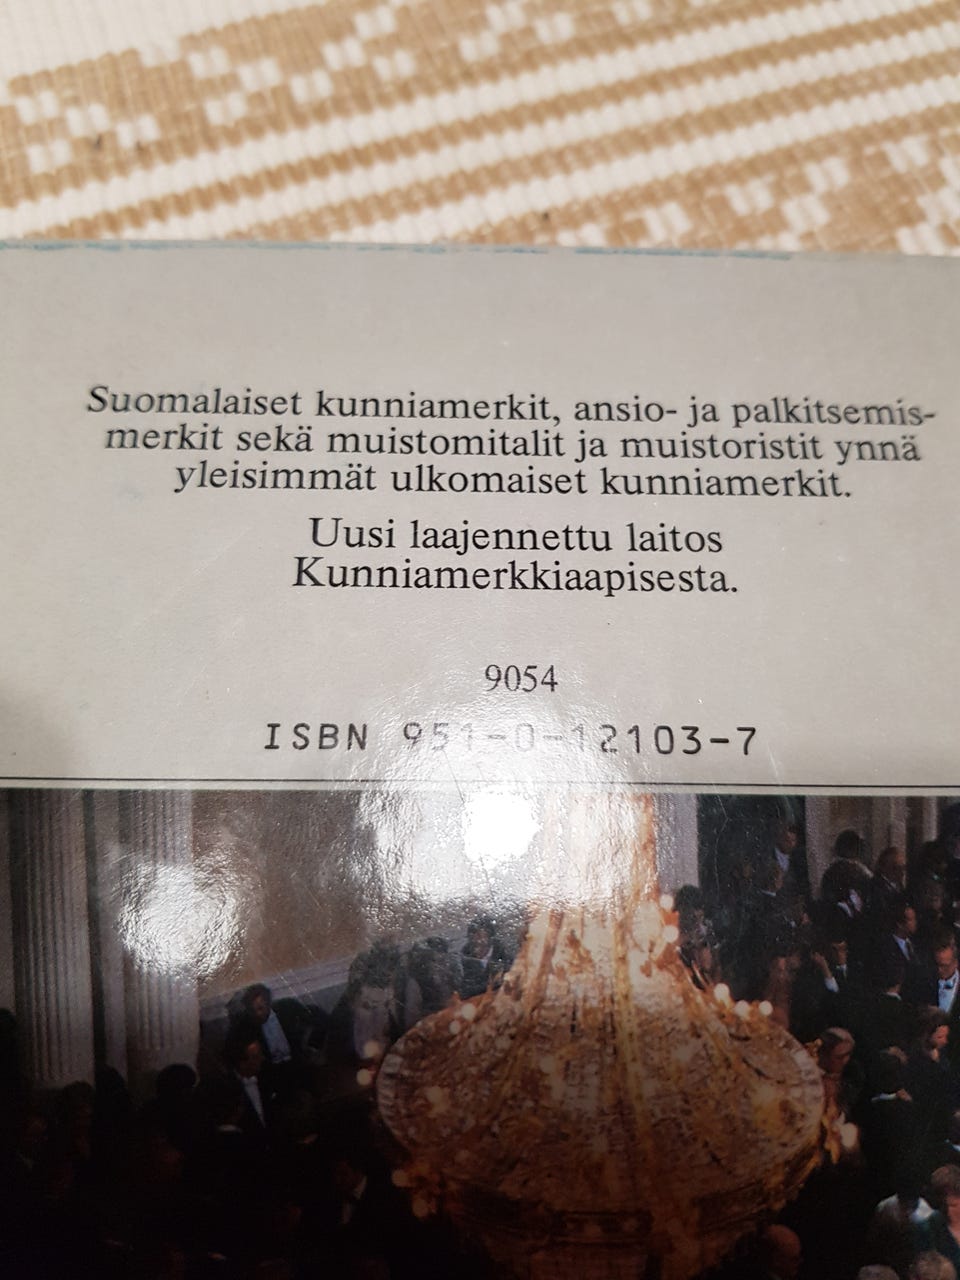 Suomalaiset kunniamerkit, ansio- ja palkitsemis-
merkit sekä muistomitalit ja muistoristit ynnä
yleisimmät ulkomaiset kunniamerkit.
Uusi laajennettu laitos
Kunniamerkkiaapisesta.
9054
ISBN 951-0-12103-7